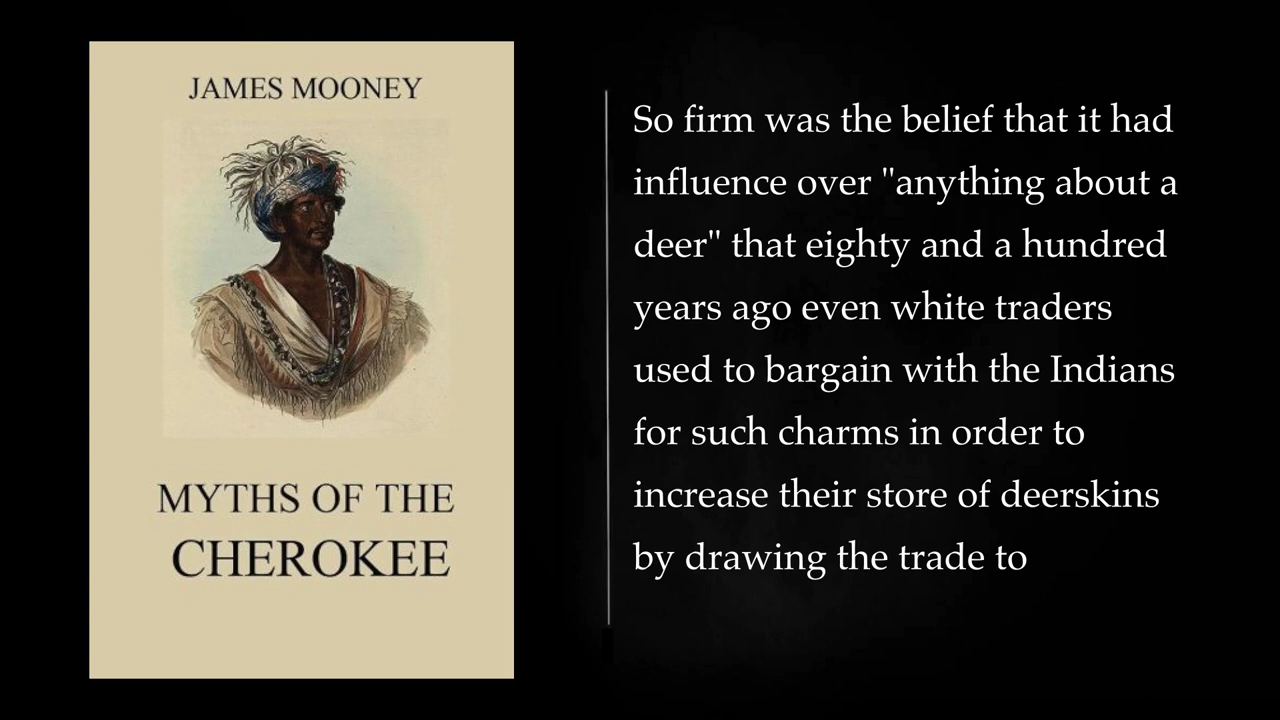 JAMES MOONEY
MYTHS OF THE
CHEROKEE
So firm was the belief that it had
influence over "anything about a
deer" that eighty and a hundred
years ago even white traders
used to bargain with the Indians
for such charms in order to
increase their store of deerskins
by drawing the trade to